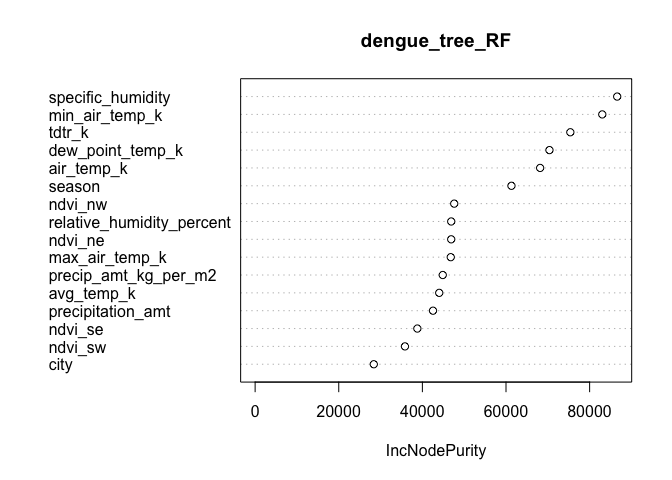 dengue_tree_RF
specific_humidity
min_air_temp_k
tdtr_k
dew_point_temp_k
air_temp_k
season
ndvi_nw
relative_humidity_percent
ndvi_ne
max_air_temp_k
precip_amt_kg_per_m2
avg_temp_k
precipitation_amt
ndvi_se
ndvi_sw
city
0 20000 40000 60000 80000
IncNodePurity